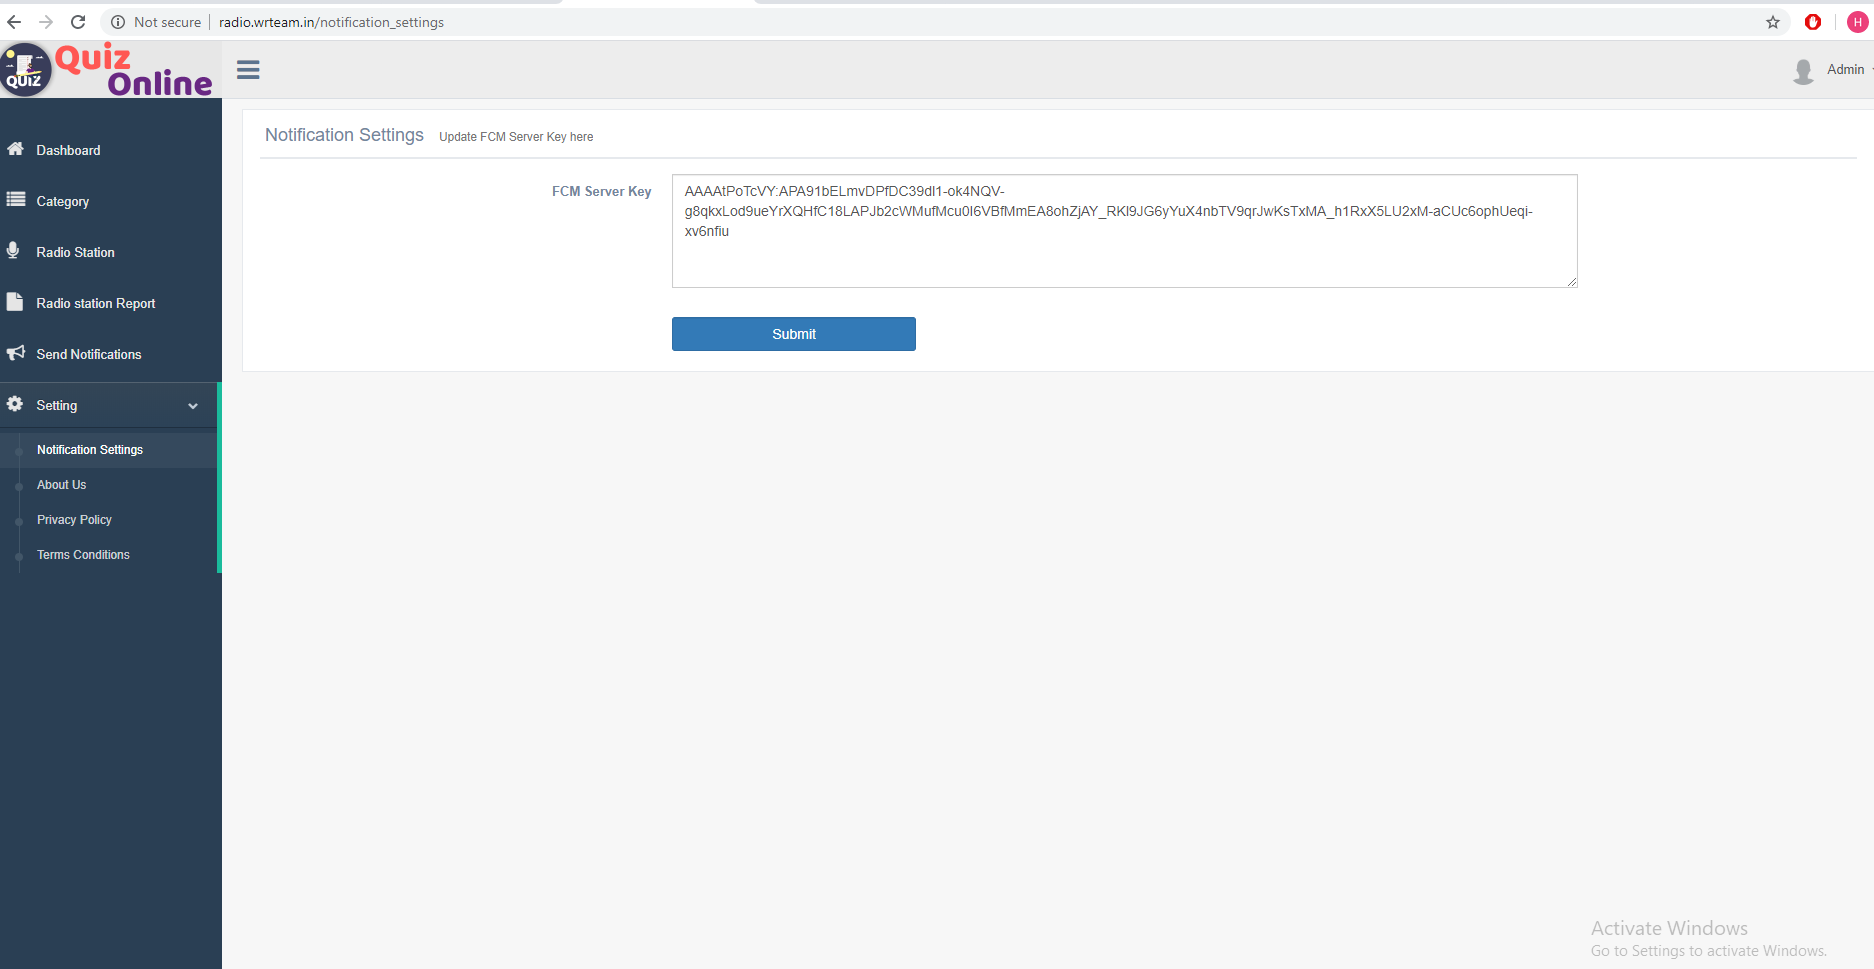 Not secure | radio.wrteam.in/notification_settings
H
QUIZ
Quiz
Online
Admin
Dashboard
Category
Radio Station
Radio station Report
Send Notifications
Setting
Notification Settings
About Us
Privacy Policy
Terms Conditions
Notification Settings Update FCM Server Key here
FCM Server Key
AAAAtPoTcVY:APA91bELmvDPfDC39dI1-ok4NQV-
g8qkxLod9ueYrXQHfC18LAPJb2cWMufMcu0I6VBfMmEA8ohZjAY_RKI9JG6yYuX4nbTV9qrJwKsTxMA_h1RxX5LU2xM-aCUc6ophUeqi-
xv6nfiu
Submit
Activate Windows
Go to Settings to activate Windows.